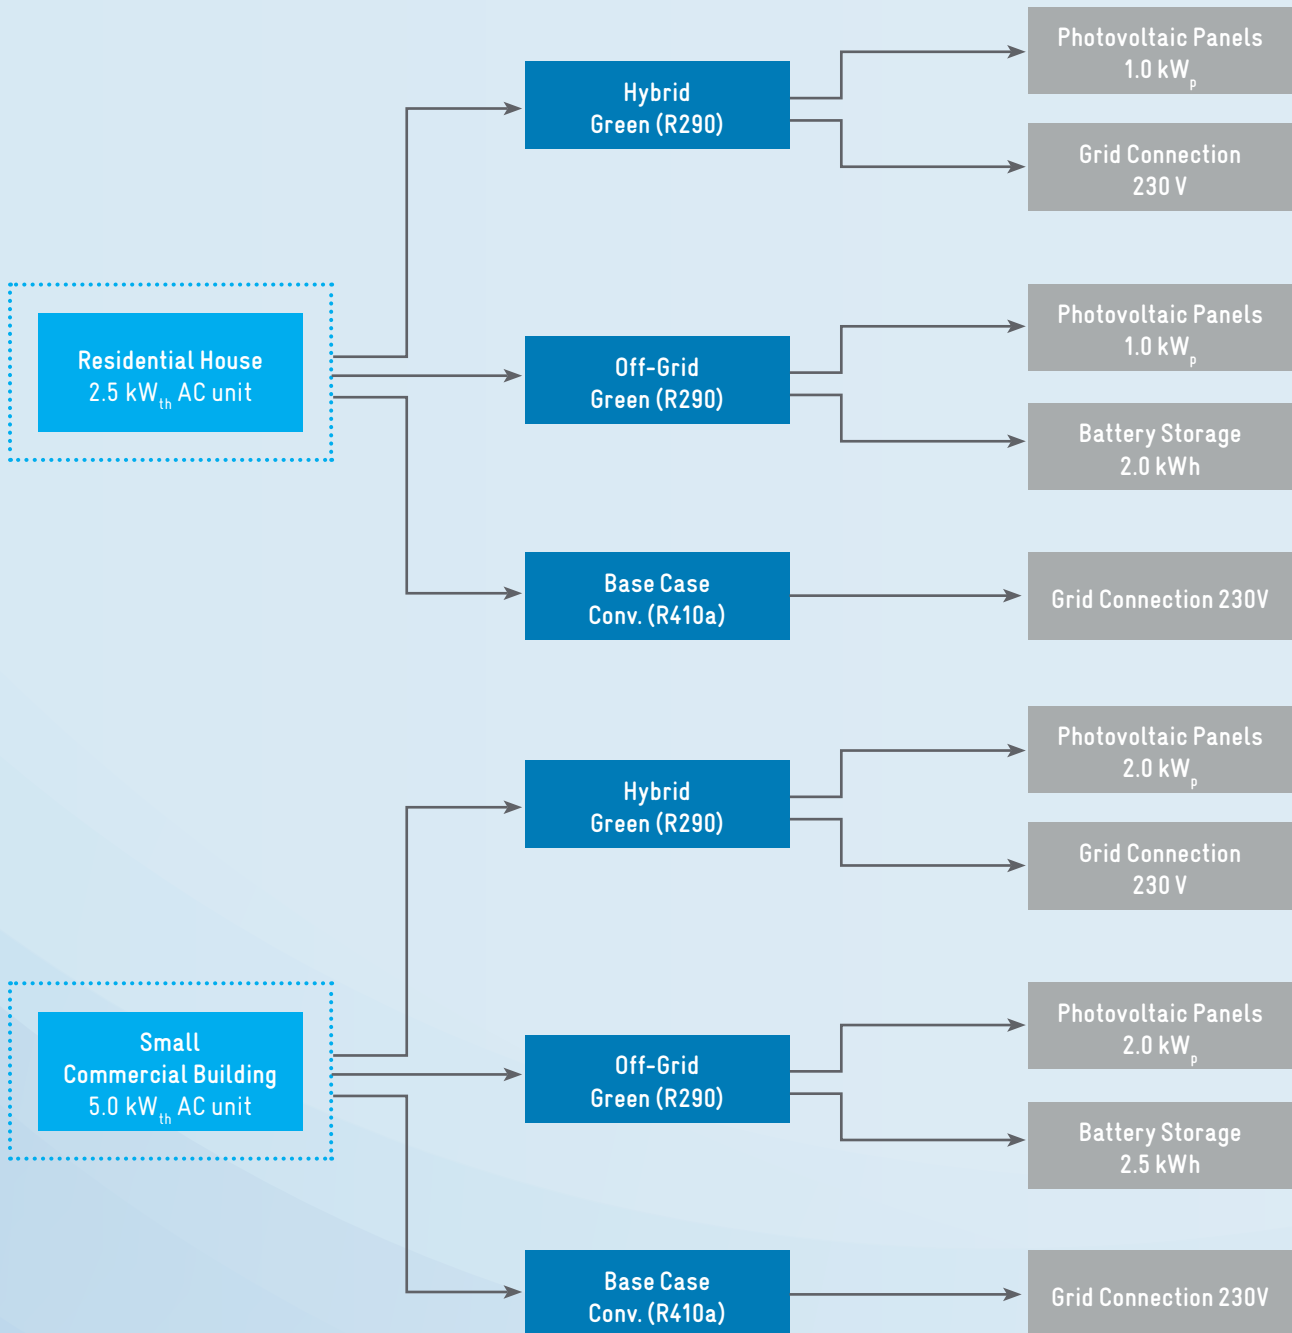 Photovoltaic Panels
1.0 kWp
Hybrid
Green (R290)
Grid Connection
230 V
Residential House
2.5 kWth AC unit
Photovoltaic Panels
1.0 kWp
Off-Grid
Green (R290)
Battery Storage
2.0 kWh
Base Case
Conv. (R410a)
Grid Connection 230V
Photovoltaic Panels
2.0 kWp
Hybrid
Green (R290)
Grid Connection
230 V
Small
Commercial Building
5.0 kWth AC unit
Photovoltaic Panels
2.0 kWp
Off-Grid
Green (R290)
Battery Storage
2.5 kWh
Base Case
Conv. (R410a)
Grid Connection 230V